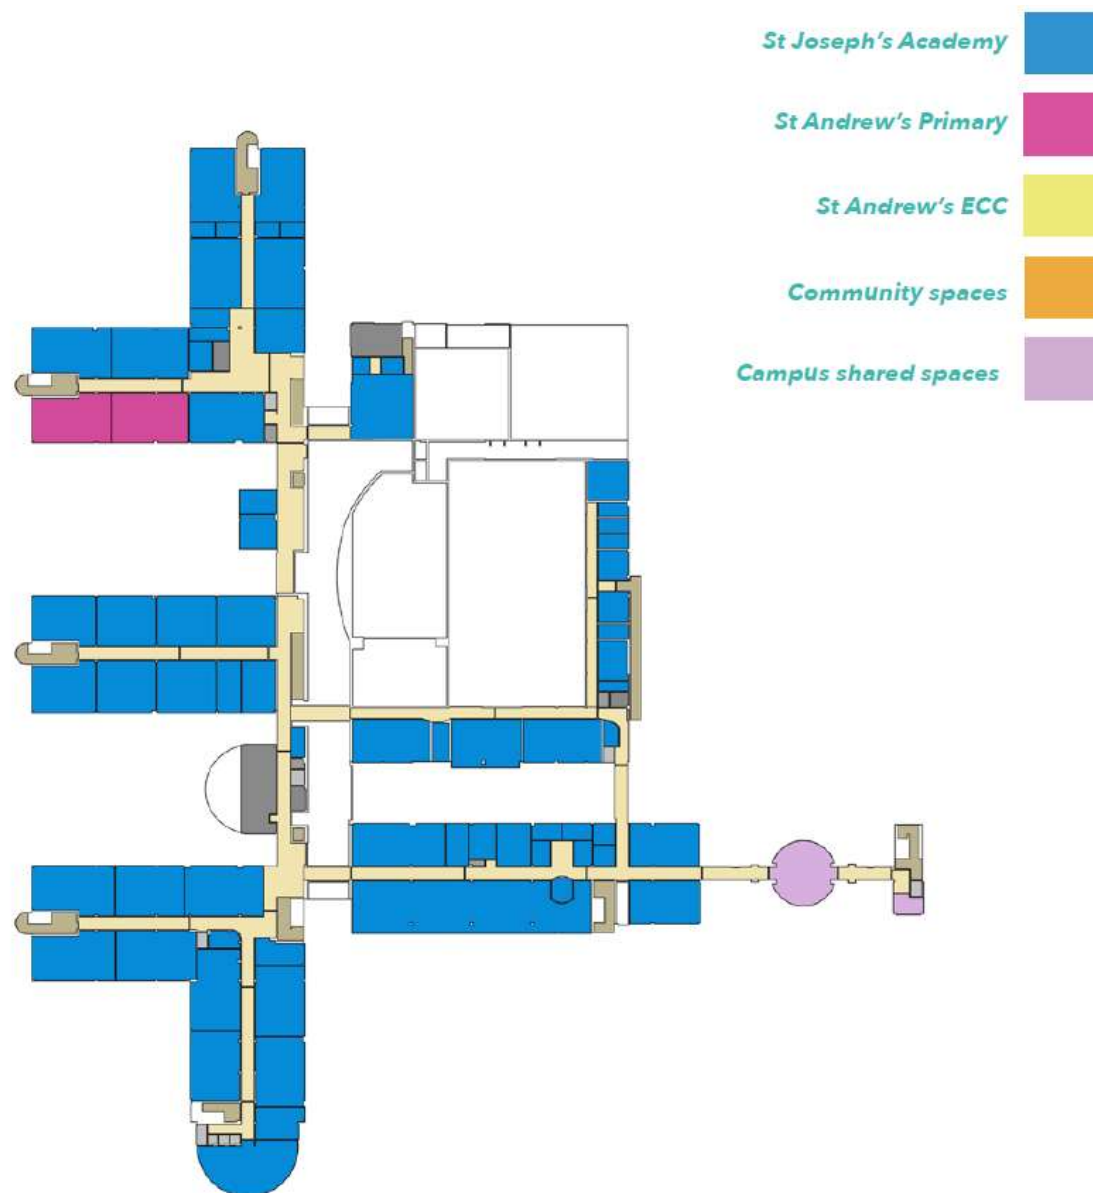 St Joseph's Academy
St Andrew's Primary
St Andrew's ECC
Community spaces
Campus shared spaces